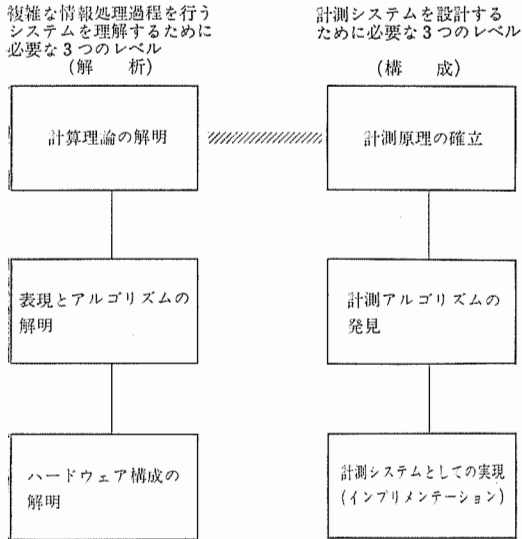 複雑な情報処理過程を行う
システムを理解するために
必要な3つのレベル
(解　析)
計算理論の解明
表現とアルゴリズムの
解明
ハードウェア構成の
解明
計測システムを設計する
ために必要な3つのレベル
(構　成)
計測原理の確立
計測アルゴリズムの
発見
計測システムとしての実現
(インプリメンテーション)